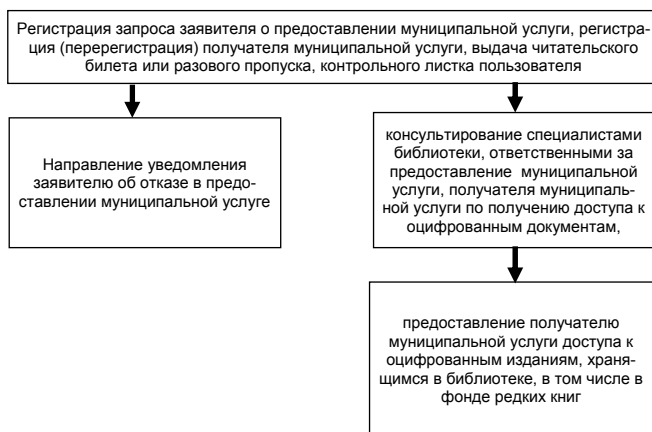 Регистрация запроса заявителя о предоставлении муниципальной услуги, регистра-
ция (перерегистрация) получателя муниципальной услуги, выдача читательского
билета или разового пропуска, контрольного листка пользователя
Направление уведомления
заявителю об отказе в предо-
ставлении муниципальной услуге
консультирование специалистами
библиотеки, ответственными за
предоставление муниципальной
услуги, получателя муниципаль-
ной услуги по получению доступа к
оцифрованным документам,
предоставление получателю
муниципальной услуги доступа к
оцифрованным изданиям, храня-
щимся в библиотеке, в том числе в
фонде редких книг